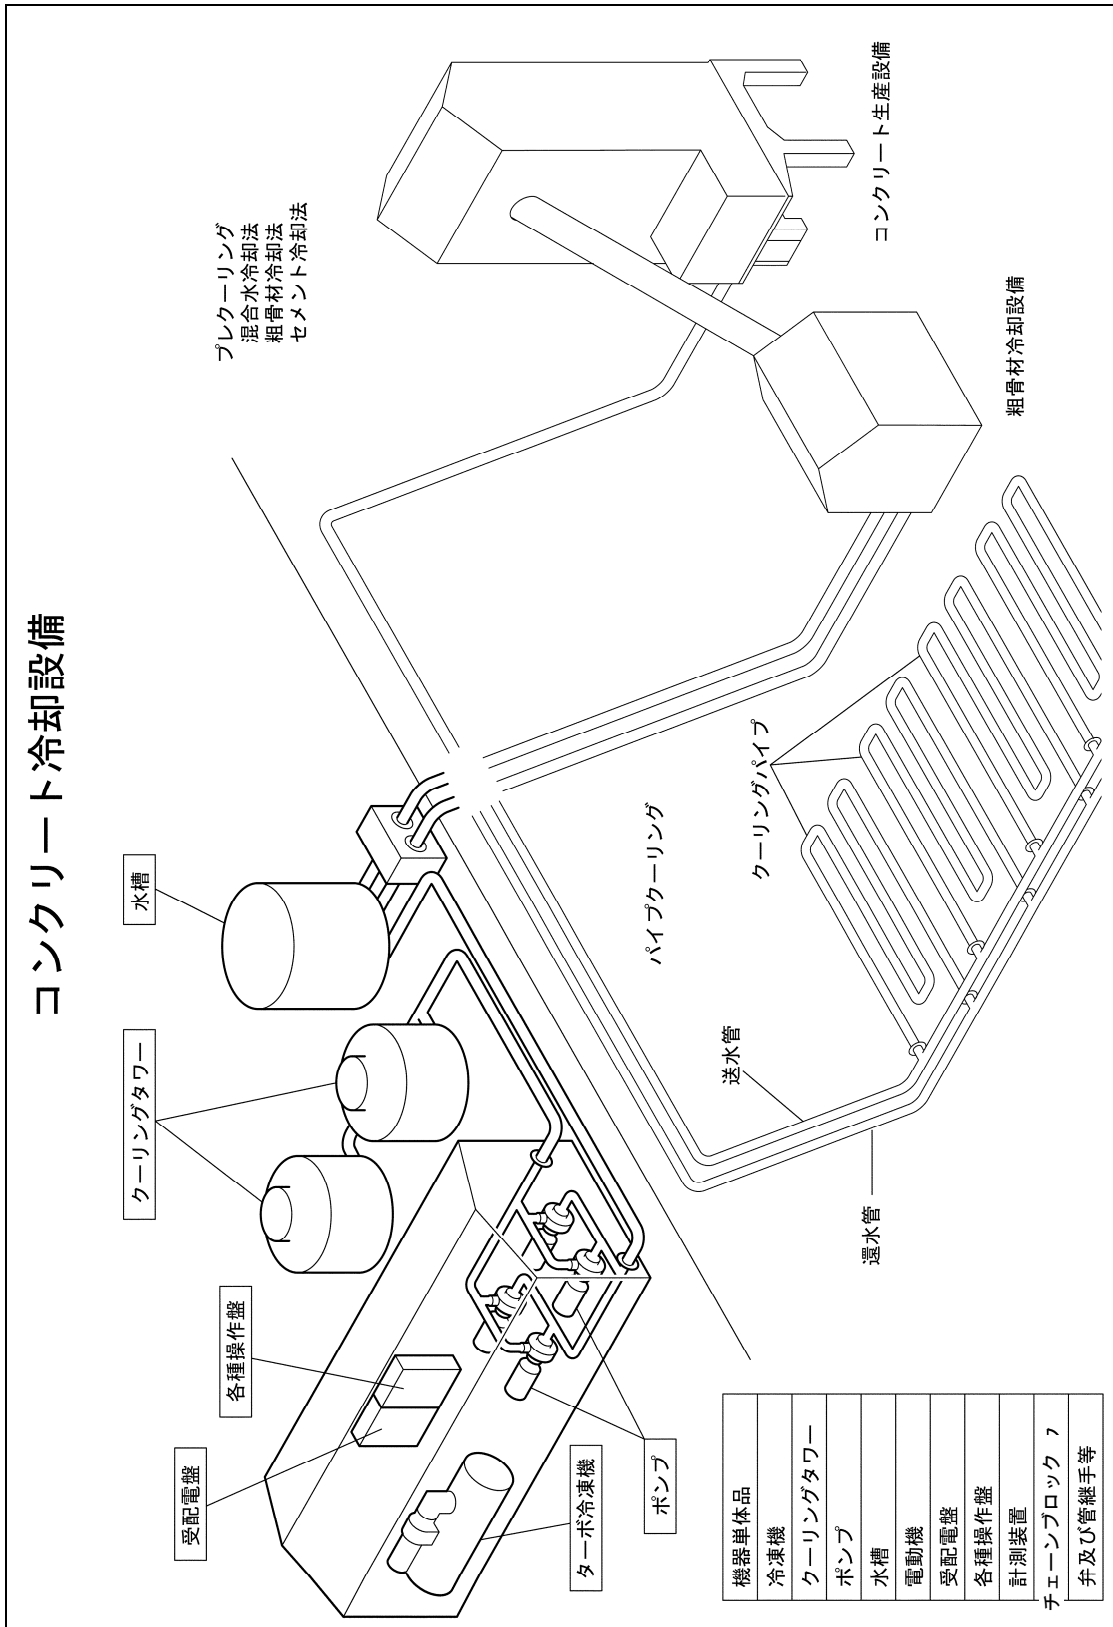 コンクリート冷却設備
プレクーリング
混合水冷却法
粗骨材冷却法
セメント冷却法
コンクリート生産設備
粗骨材冷却設備
水槽
クーリングタワー
各種操作盤
受配電盤
ターボ冷凍機
ポンプ
パイプクーリング
クーリングパイプ
送水管
還水管
機器単体品
冷凍機
クーリングタワー
ポンプ
水槽
電動機
受配電盤
各種操作盤
計測装置
チェーンブロック
弁及び管継手等